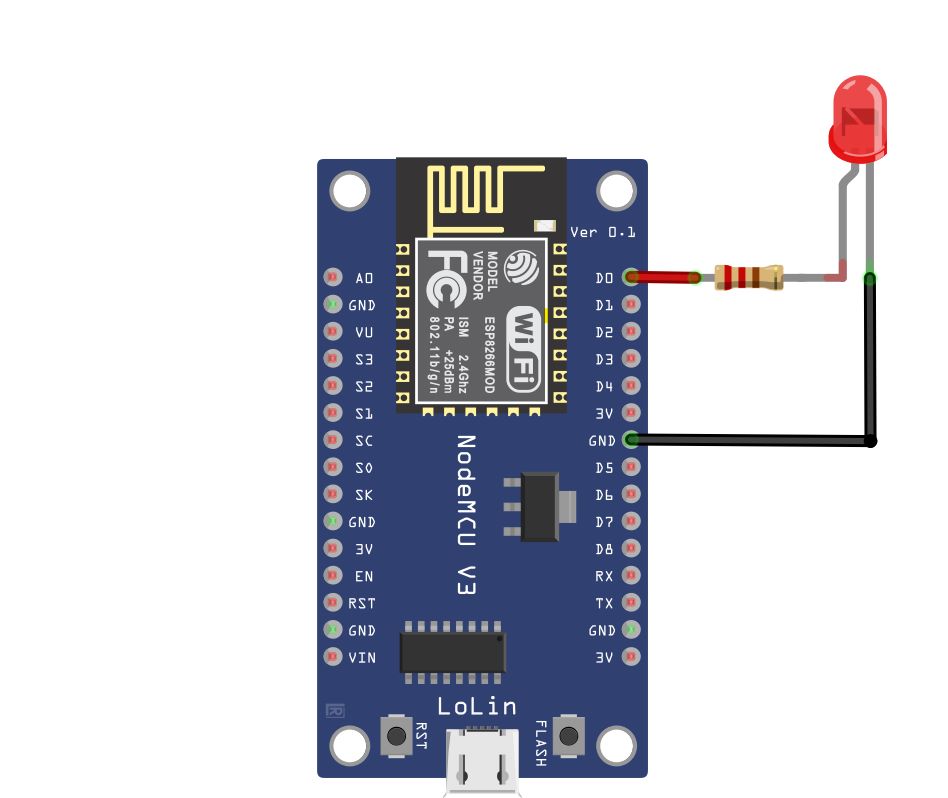 Ver 0.1
A0
GND
VU
S3
S2
S1
SC
S0
SK
GND
3V
EN
RST
GND
VIN
FC
MODEL
VENDOR
ISM 2.4Ghz
PA +25dBm
802.11b/g/n
ESP8266MOD
Wi Fi
D0
D1
D2
D3
D4
3V
GND
D5
D6
D7
D8
RX
TX
GND
3V
NodeMCU V3
LoLin
RST
FLASH